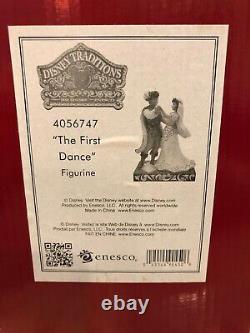 DISNEY TRADITIONS
4056747
"The First
Dance"
Figurine
© Disney Visit the Disney website at www.Disney.com
Produced by Enesco, LLC. All rights reserved worldwide
Made in China www.Enesco.com
© Disney Visitez le site Web de Disney à www.Disney.com
Produit par Enesco, LLC. Tous droits réservés à l'échelle mondiale
FAIT EN CHINE www.Enesco.com
enesco.